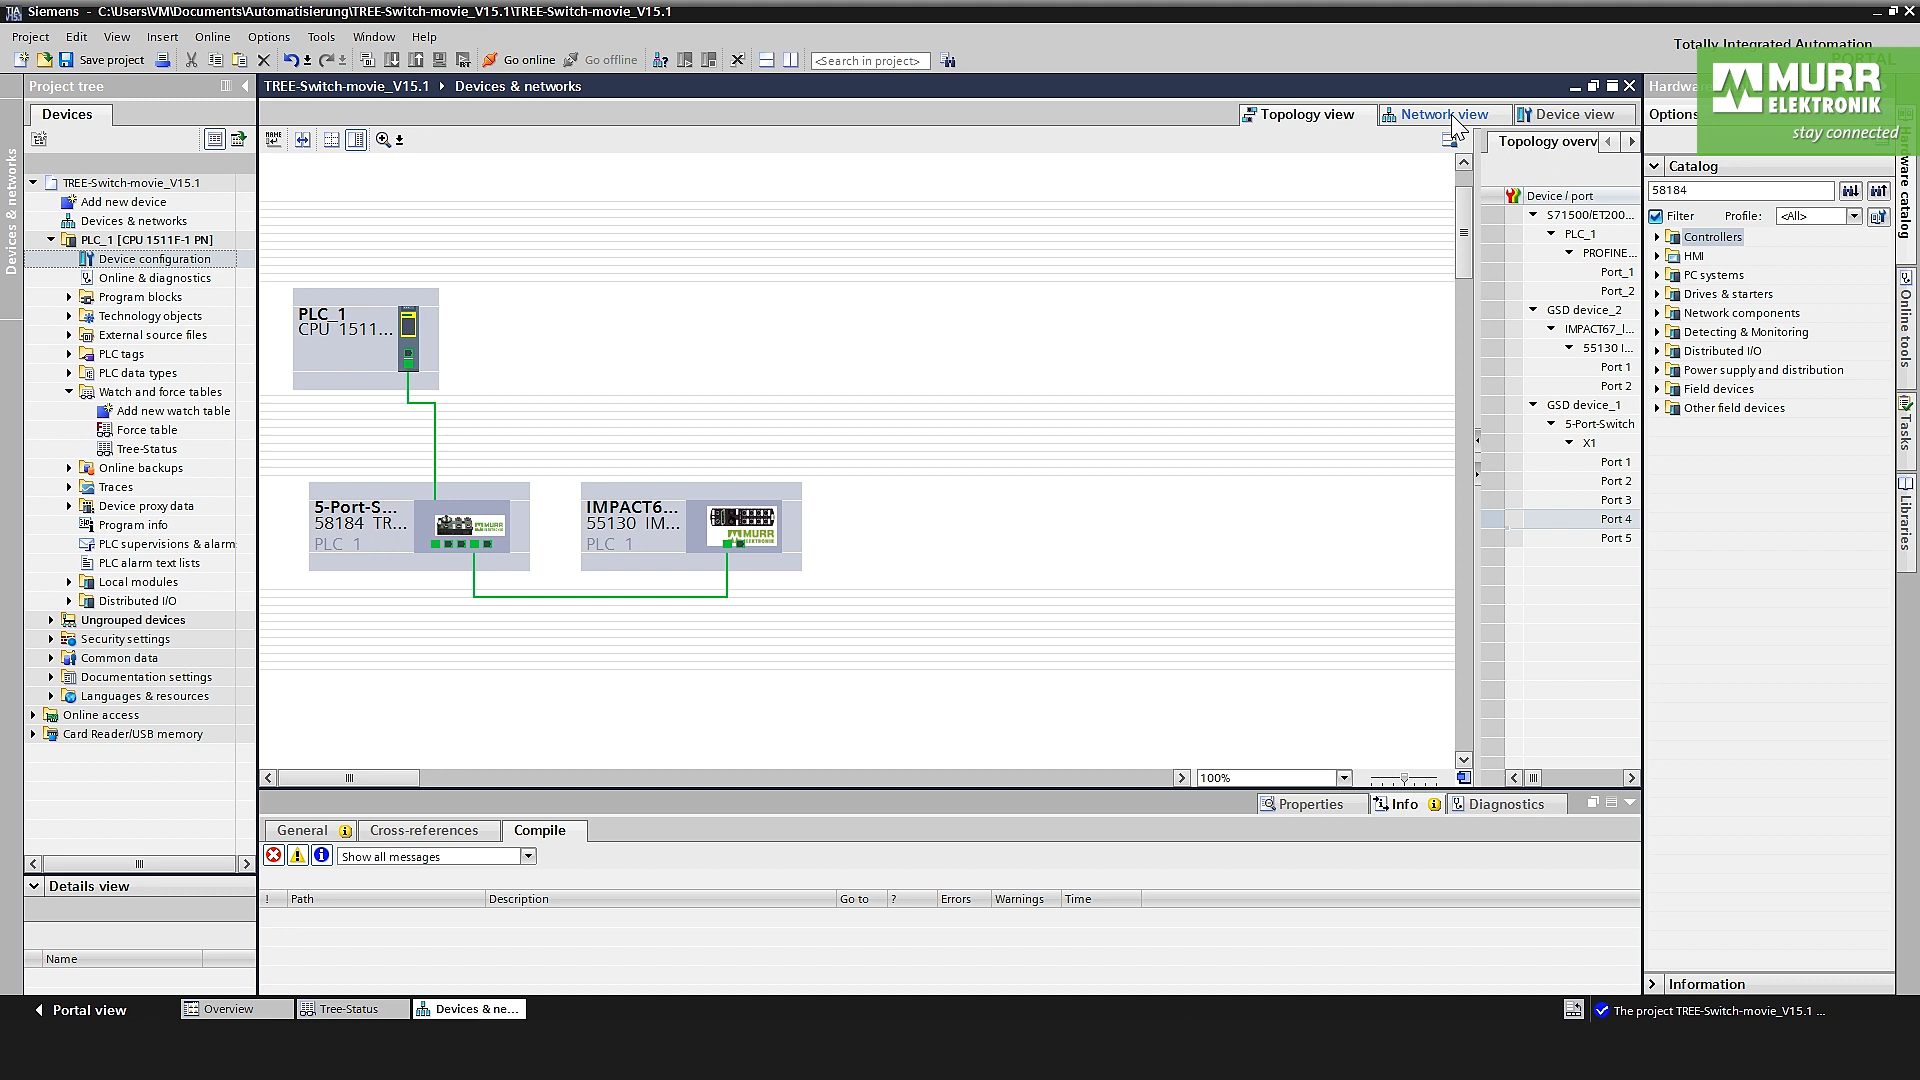 Siemens - C:\Users\VM\Documents\Automatisierung\TREE-Switch-movie_V15.1\TREE-Switch-movie_V15.1
Project Edit View Insert Online Options Tools Window Help
Totally Integrated Automation
PORTAL
Save project Go online Go offline <Search in project>
MURR
ELEKTRONIK
stay connected
Project tree
TREE-Switch-movie_V15.1 Devices & networks
Hardw
Devices
Topology view Network view Device view
Options
Devices & networks
TREE-Switch-movie_V15.1
Add new device
Devices & networks
PLC_1 [CPU 1511F-1 PN]
Device configuration
Online & diagnostics
Program blocks
Technology objects
External source files
PLC tags
PLC data types
Watch and force tables
Add new watch table
Force table
Tree-Status
Online backups
Traces
Device proxy data
Program info
PLC supervisions & alarm
PLC alarm text lists
Local modules
Distributed I/O
Ungrouped devices
Security settings
Common data
Documentation settings
Languages & resources
Online access
Card Reader/USB memory
Details view
Name
NAME
PLC_1
CPU 1511...
5-Port-S...
58184 TR...
PLC_1
MURR
IMPACT6...
55130 IM...
PLC_1
MURR
100%
Topology overv
Device / port
S71500/ET200...
PLC_1
PROFINE...
Port_1
Port_2
GSD device_2
IMPACT67_I...
55130 I...
Port 1
Port 2
GSD device_1
5-Port-Switch
X1
Port 1
Port 2
Port 3
Port 4
Port 5
Catalog
58184
Filter Profile: <All>
Controllers
HMI
PC systems
Drives & starters
Network components
Detecting & Monitoring
Distributed I/O
Power supply and distribution
Field devices
Other field devices
Information
Hardware catalog
Online tools
Tasks
Libraries
Properties Info Diagnostics
General Cross-references Compile
Show all messages
! Path Description Go to ? Errors Warnings Time
Portal view Overview Tree-Status Devices & ne... The project TREE-Switch-movie_V15.1 ...